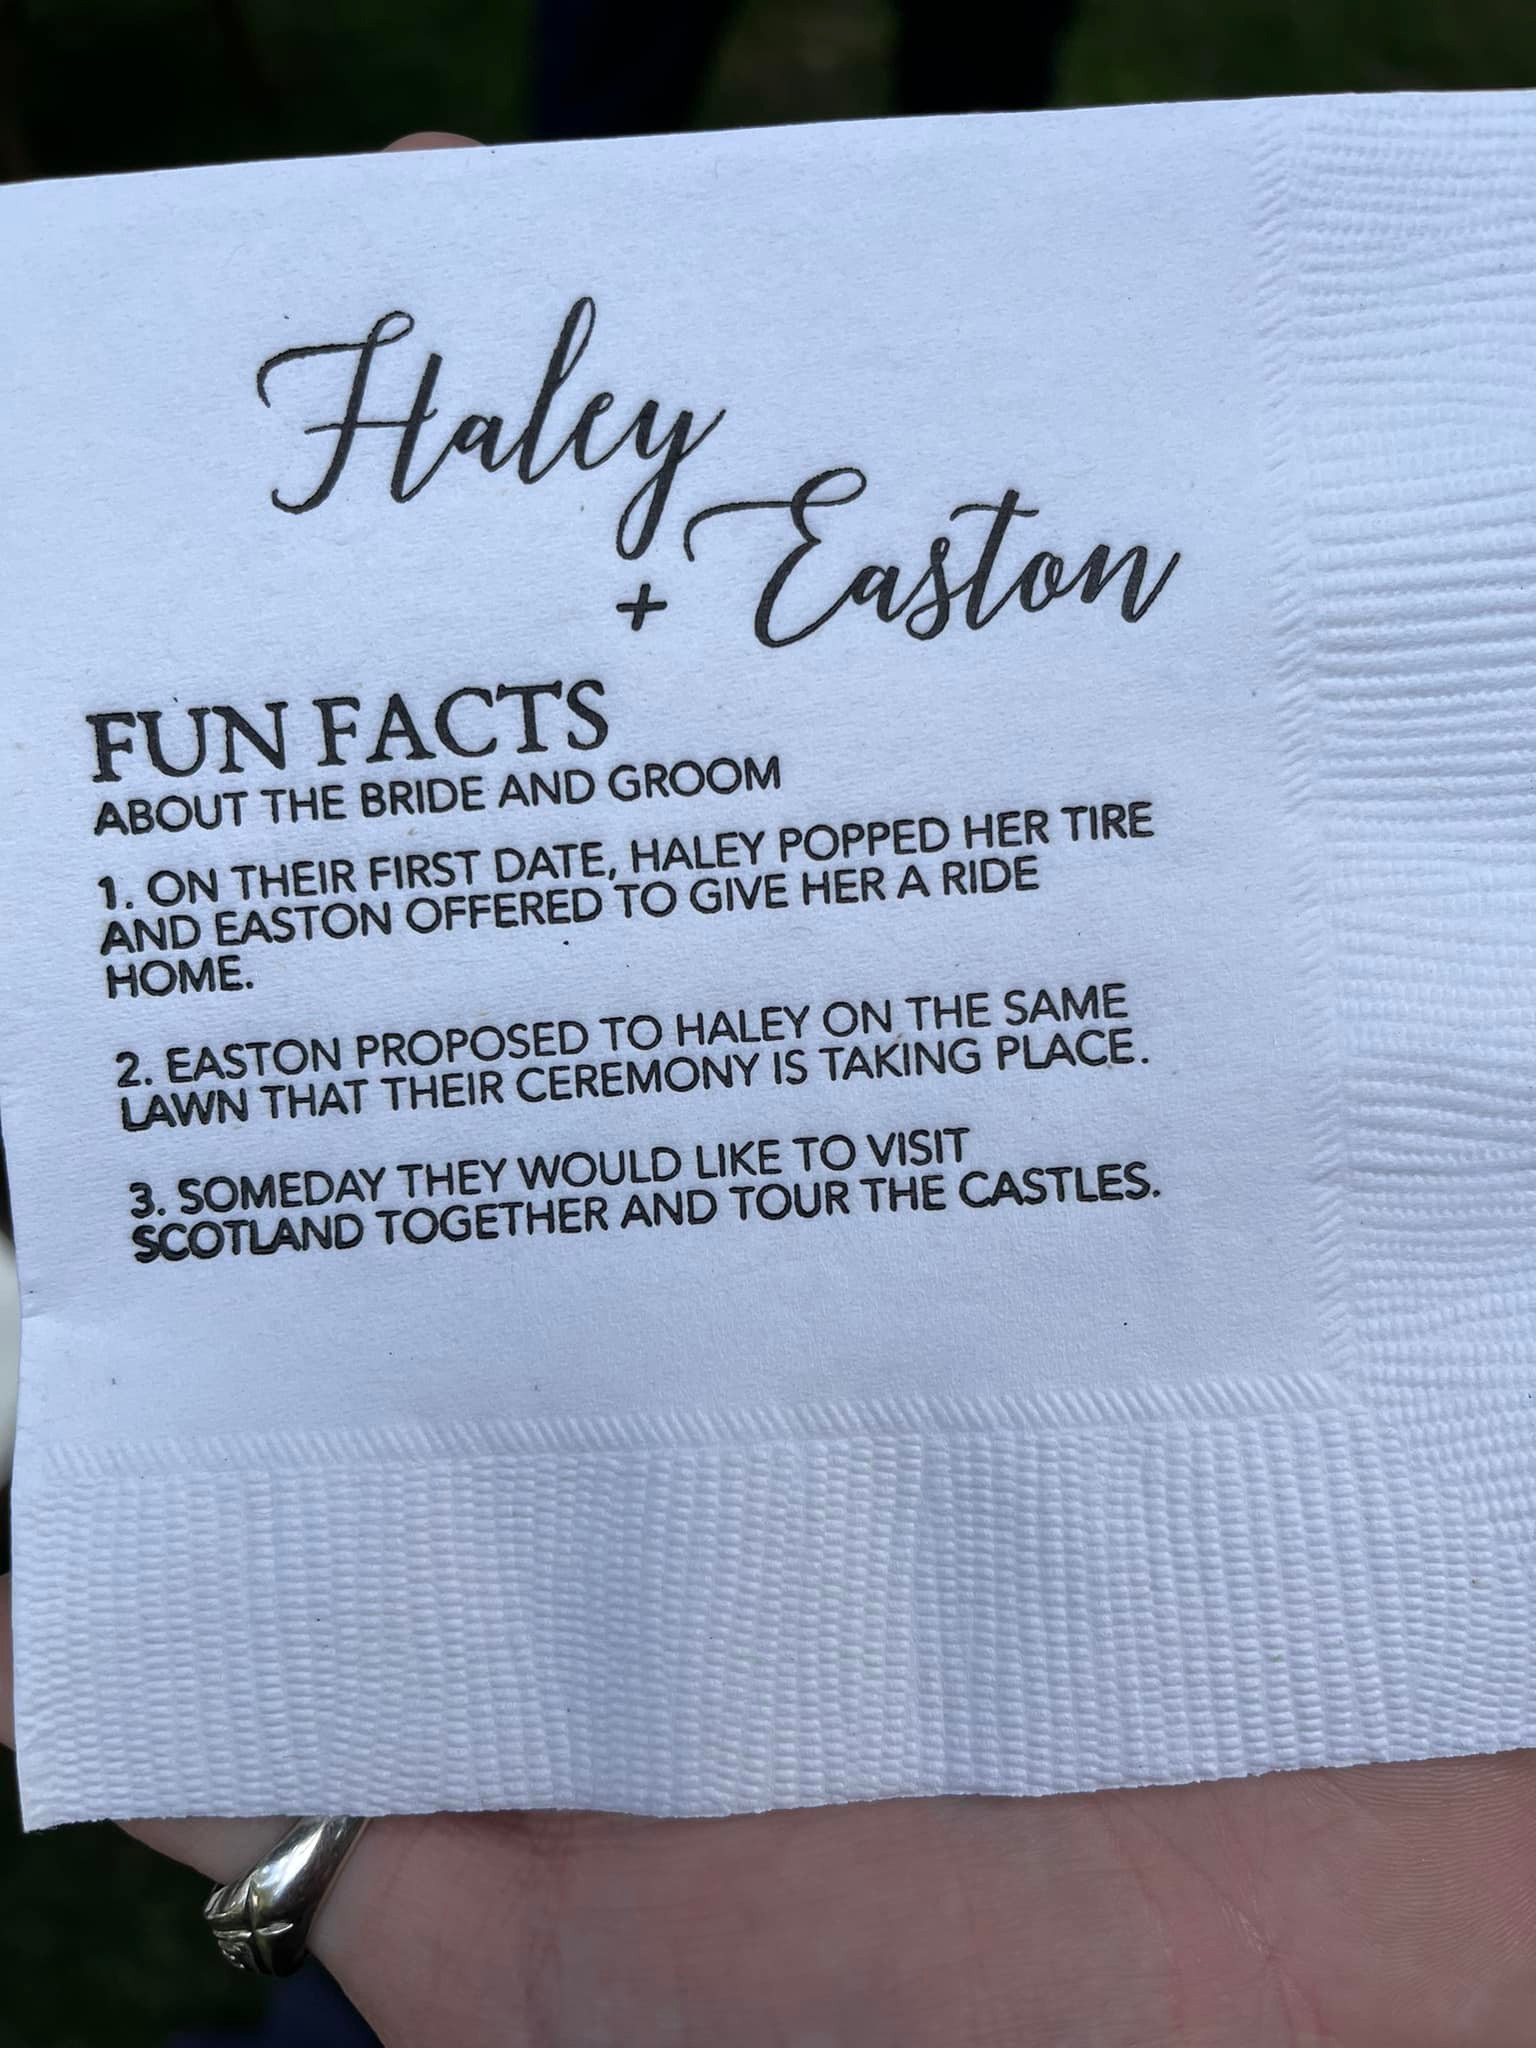 Haley
+ Easton
FUN FACTS
ABOUT THE BRIDE AND GROOM
1. ON THEIR FIRST DATE, HALEY POPPED HER TIRE
AND EASTON OFFERED TO GIVE HER A RIDE
HOME.
2. EASTON PROPOSED TO HALEY ON THE SAME
LAWN THAT THEIR CEREMONY IS TAKING PLACE.
3. SOMEDAY THEY WOULD LIKE TO VISIT
SCOTLAND TOGETHER AND TOUR THE CASTLES.